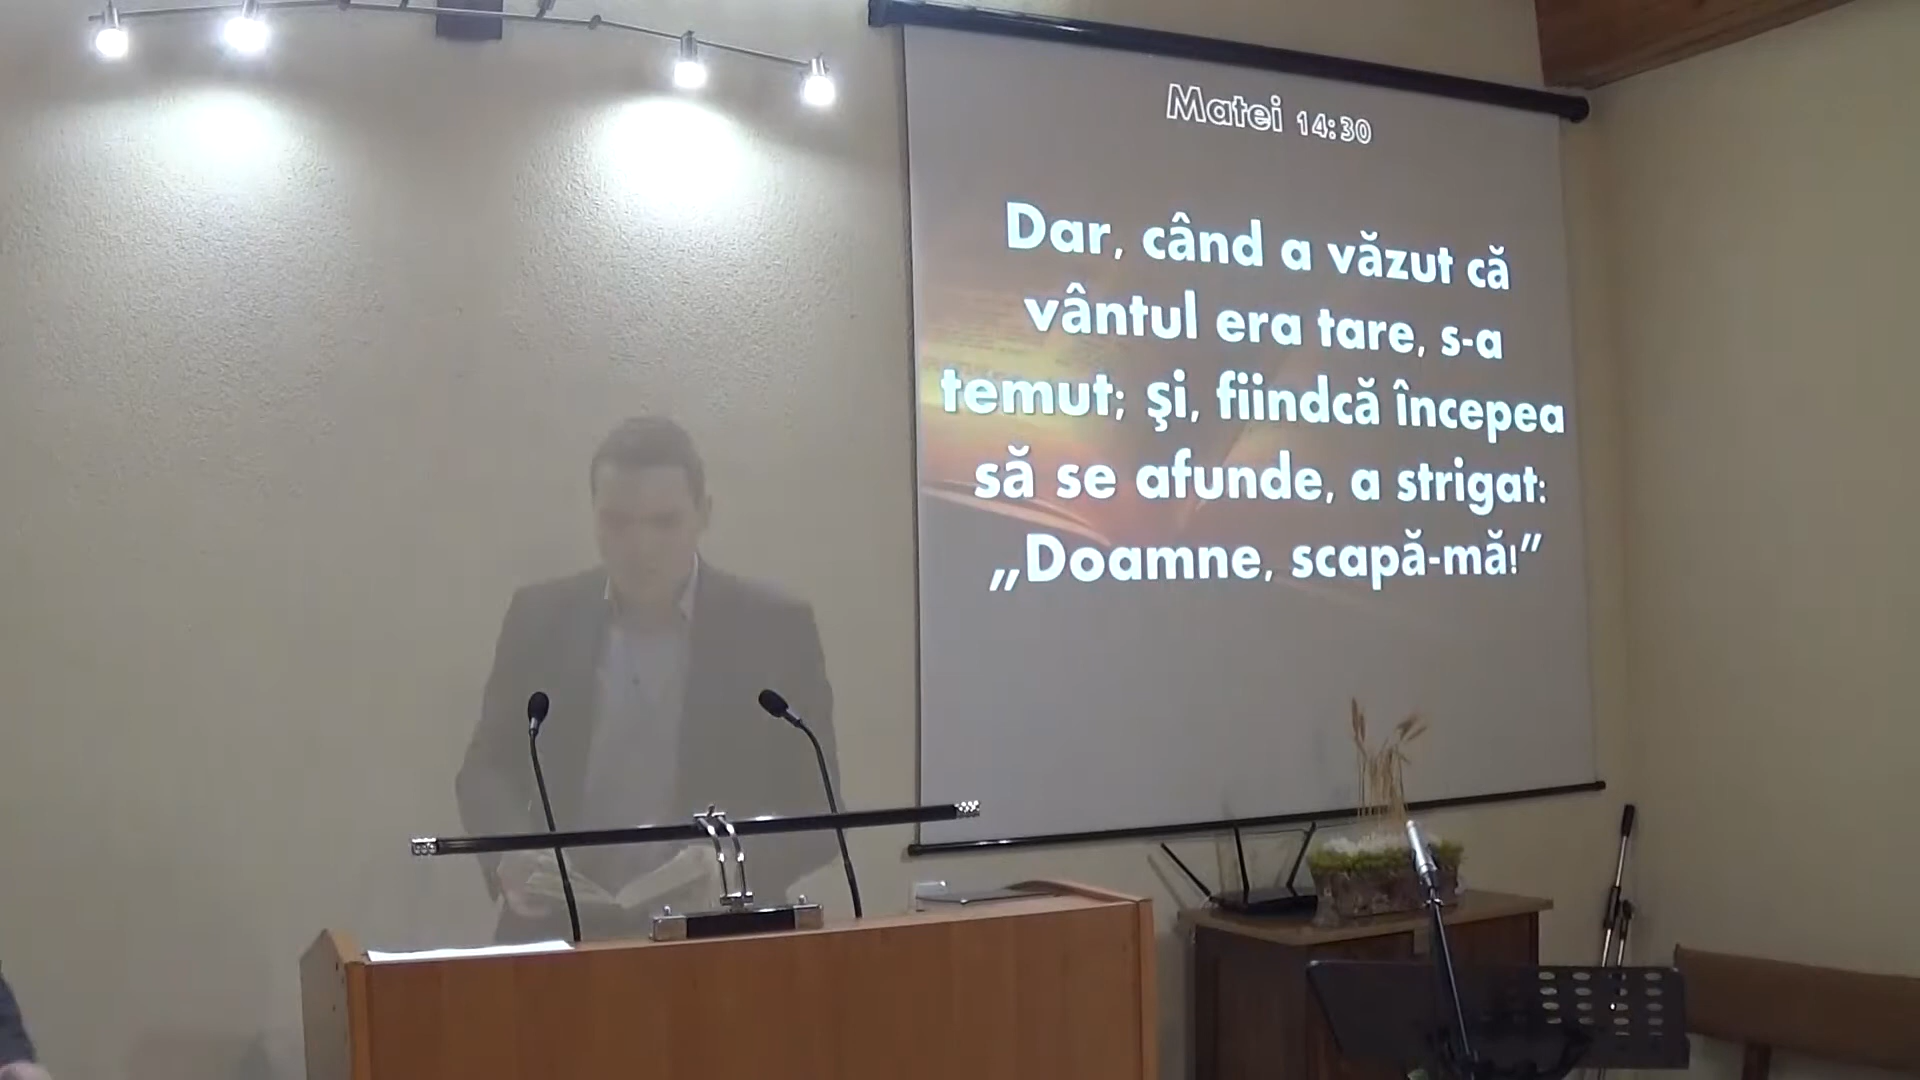 Matei 14:30
Dar, când a văzut că
vântul era tare, s-a
temut; şi, fiindcă începea
să se afunde, a strigat:
„Doamne, scapă-mă!”